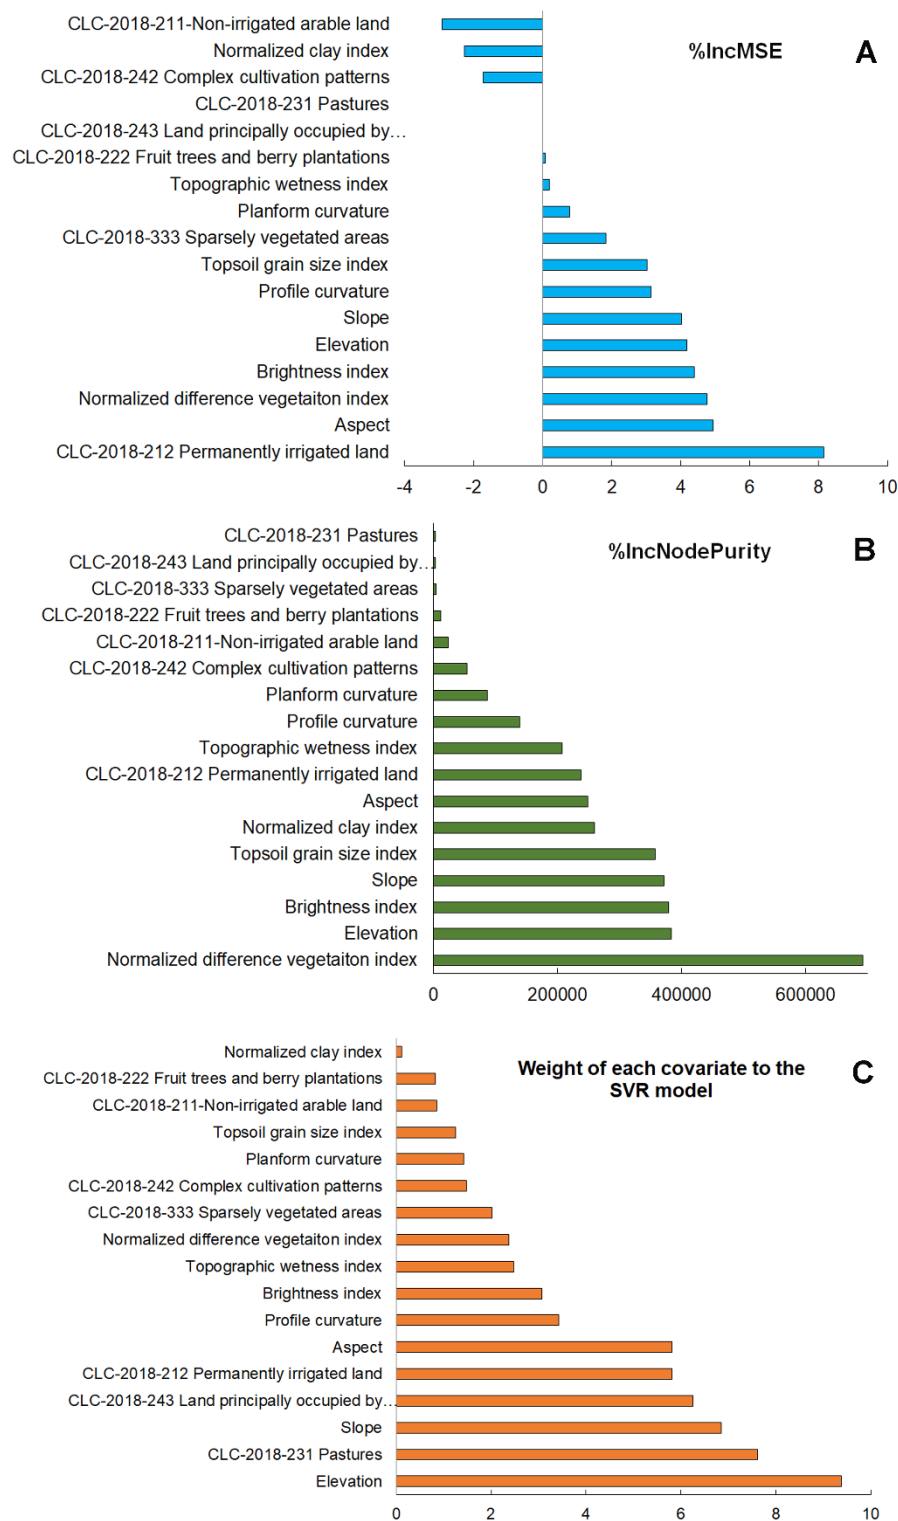 %IncMSE
A
CLC-2018-211-Non-irrigated arable land
Normalized clay index
CLC-2018-242 Complex cultivation patterns
CLC-2018-231 Pastures
CLC-2018-243 Land principally occupied by…
CLC-2018-222 Fruit trees and berry plantations
Topographic wetness index
Planform curvature
CLC-2018-333 Sparsely vegetated areas
Topsoil grain size index
Profile curvature
Slope
Elevation
Brightness index
Normalized difference vegetaiton index
Aspect
CLC-2018-212 Permanently irrigated land
-4 -2 0 2 4 6 8 10
%IncNodePurity
B
CLC-2018-231 Pastures
CLC-2018-243 Land principally occupied by…
CLC-2018-333 Sparsely vegetated areas
CLC-2018-222 Fruit trees and berry plantations
CLC-2018-211-Non-irrigated arable land
CLC-2018-242 Complex cultivation patterns
Planform curvature
Profile curvature
Topographic wetness index
CLC-2018-212 Permanently irrigated land
Aspect
Normalized clay index
Topsoil grain size index
Slope
Brightness index
Elevation
Normalized difference vegetaiton index
0 200000 400000 600000
Weight of each covariate to the
SVR model
C
Normalized clay index
CLC-2018-222 Fruit trees and berry plantations
CLC-2018-211-Non-irrigated arable land
Topsoil grain size index
Planform curvature
CLC-2018-242 Complex cultivation patterns
CLC-2018-333 Sparsely vegetated areas
Normalized difference vegetaiton index
Topographic wetness index
Brightness index
Profile curvature
Aspect
CLC-2018-212 Permanently irrigated land
CLC-2018-243 Land principally occupied by…
Slope
CLC-2018-231 Pastures
Elevation
0 2 4 6 8 10